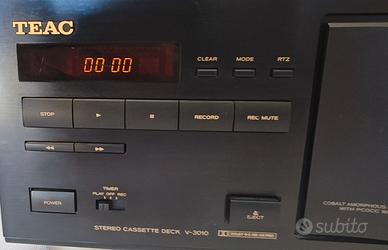 TEAC
00 00
CLEAR MODE RTZ
STOP RECORD REC MUTE
TIMER
PLAY OFF REC
POWER
EJECT
STEREO CASSETTE DECK V-3010
COBALT AMORPHOUS
WITH PCOCC
subito